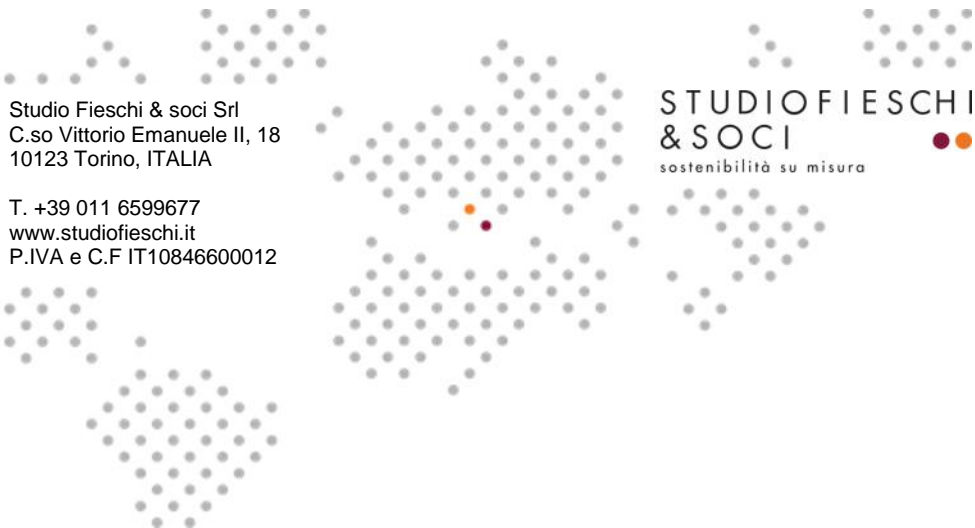 Studio Fieschi & soci Srl
C.so Vittorio Emanuele II, 18
10123 Torino, ITALIA
T. +39 011 6599677
www.studiofieschi.it
P.IVA e C.F IT10846600012
STUDIOFIESCHI
& SOCI
sostenibilità su misura